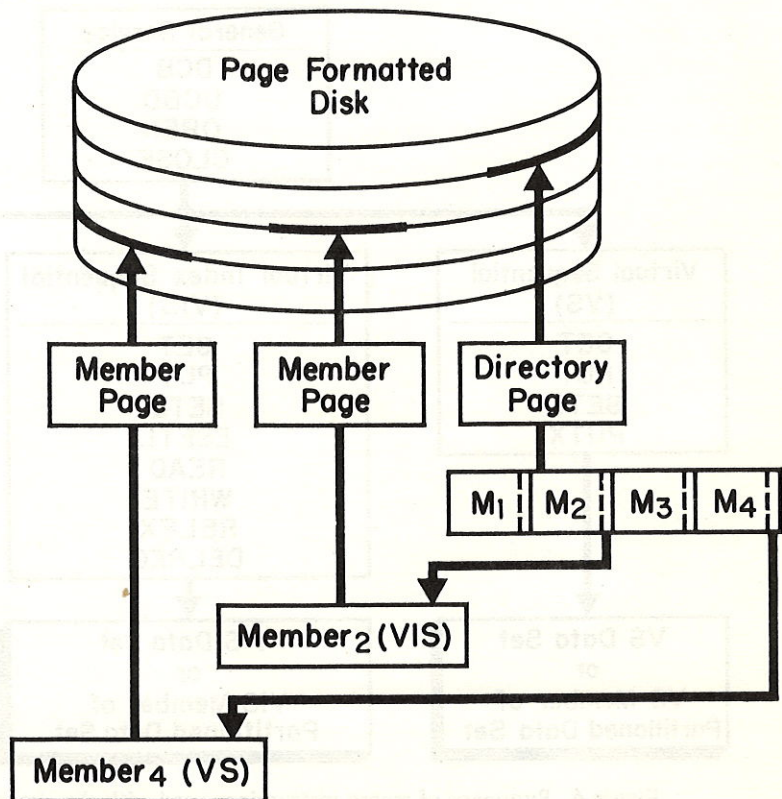 Page Formatted
Disk
Member
Page
Member
Page
Directory
Page
M1 M2 M3 M4
Member2 (VIS)
Member4 (VS)